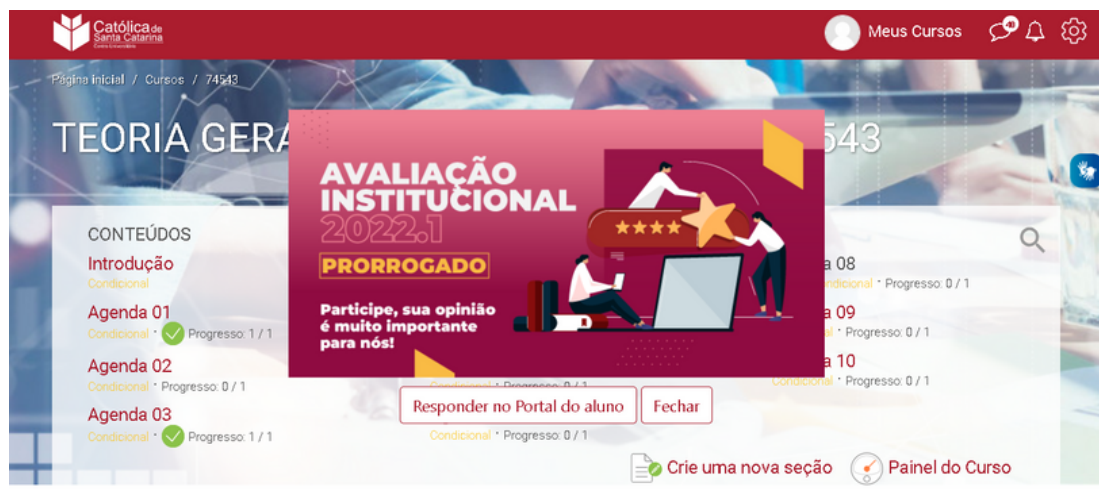 Católica de
Santa Catarina
Centro Universitário
Meus Cursos
40
Página inicial / Cursos / 74543
TEORIA GERA
543
AVALIAÇÃO
INSTITUCIONAL
2022.1
PRORROGADO
Participe, sua opinião
é muito importante
para nós!
CONTEÚDOS
Introdução
Condicional
Agenda 01
Condicional · Progresso: 1 / 1
Agenda 02
Condicional · Progresso: 0 / 1
Agenda 03
Condicional · Progresso: 1 / 1
Condicional · Progresso: 0 / 1
Condicional · Progresso: 0 / 1
a 08
ndicional · Progresso: 0 / 1
a 09
al · Progresso: 0 / 1
a 10
Condicional · Progresso: 0 / 1
Responder no Portal do aluno
Fechar
Crie uma nova seção
Painel do Curso